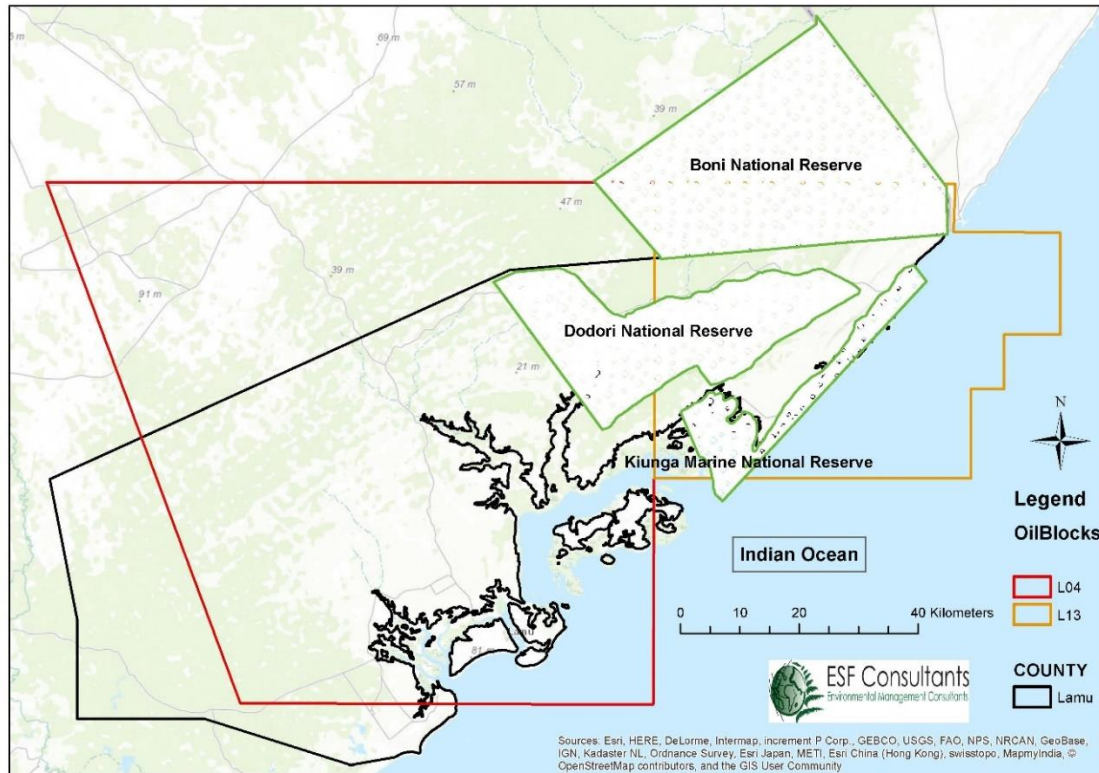 69 m
57 m
39 m
Boni National Reserve
47 m
39 m
91 m
Dodori National Reserve
21 m
Kiunga Marine National Reserve
N
Legend
OilBlocks
Indian Ocean
L04
0 10 20 40 Kilometers
L13
Lamu
81 m
ESF Consultants
Environmental Management Consultants
COUNTY
Lamu
Sources: Esri, HERE, DeLorme, Intermap, increment P Corp., GEBCO, USGS, FAO, NPS, NRCAN, GeoBase,
IGN, Kadaster NL, Ordnance Survey, Esri Japan, METI, Esri China (Hong Kong), swisstopo, MapmyIndia, ©
OpenStreetMap contributors, and the GIS User Community